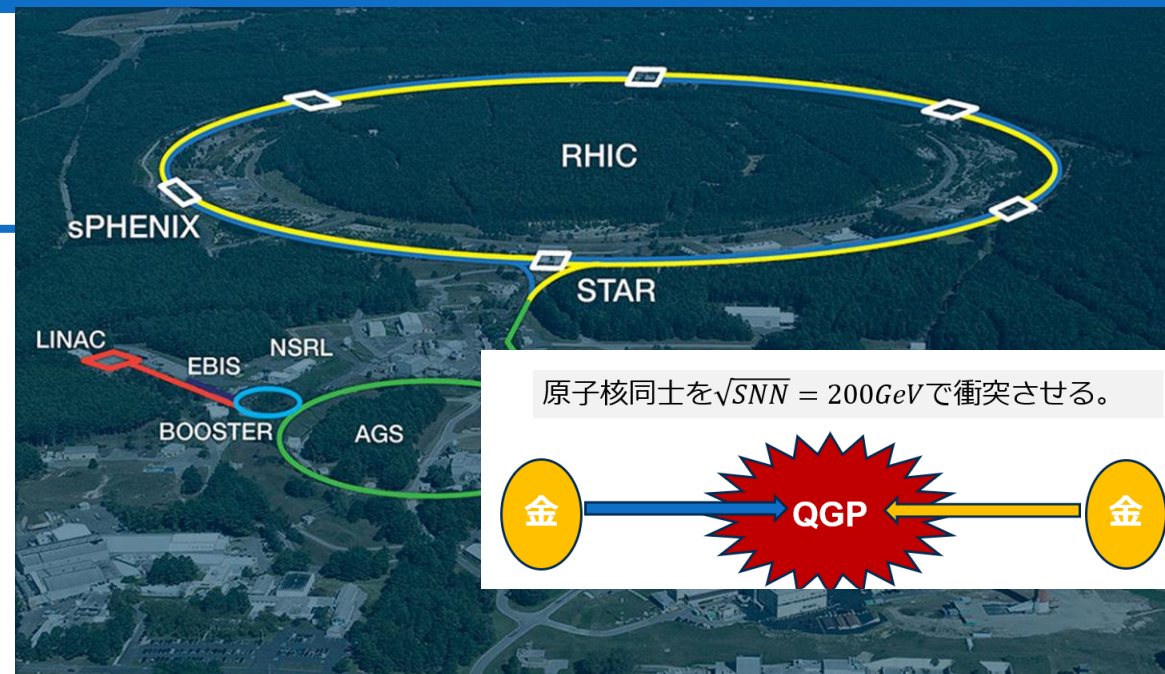 RHIC
sPHENIX
STAR
LINAC
EBIS
NSRL
BOOSTER
AGS
原子核同士を√SNN = 200GeVで衝突させる。
金
QGP
金